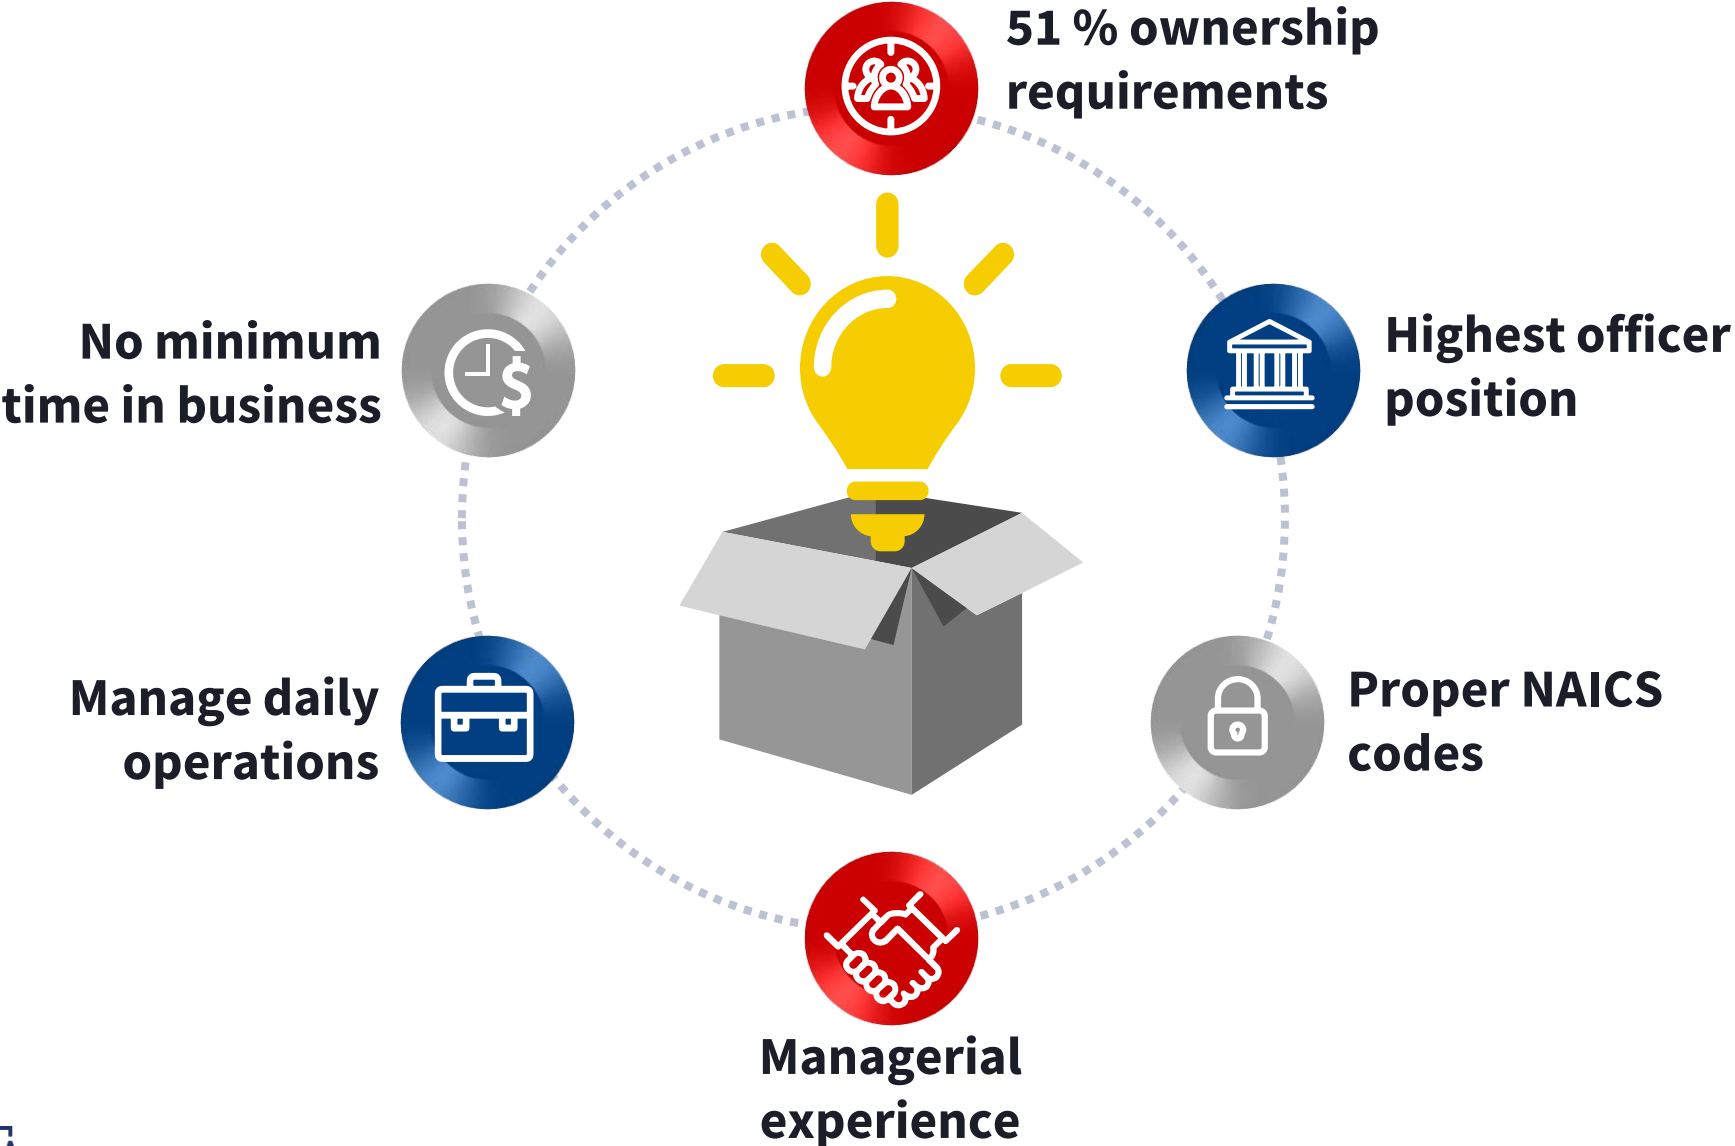 51 % ownership
requirements
Highest officer
position
Proper NAICS
codes
Managerial
experience
Manage daily
operations
No minimum
time in business